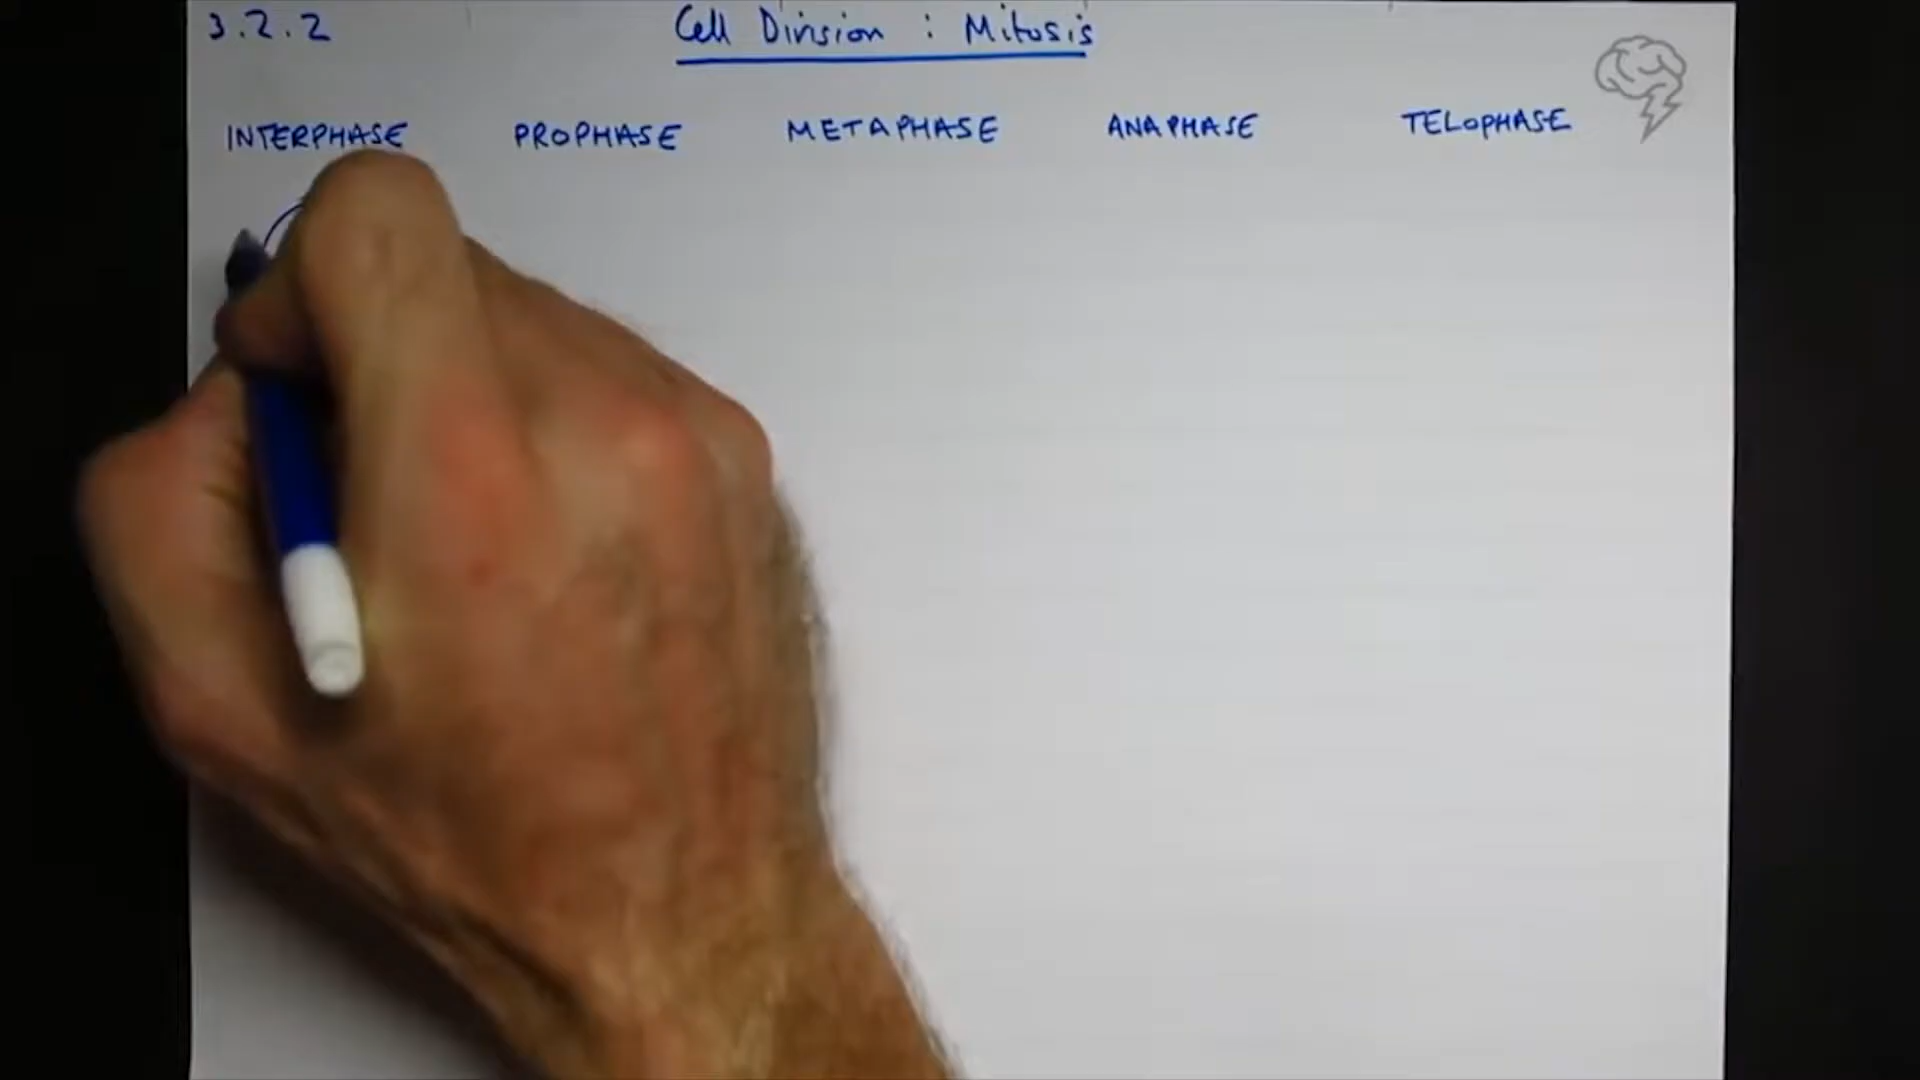 3.2.2 Cell Division : Mitosis
INTERPHASE PROPHASE METAPHASE ANAPHASE TELOPHASE